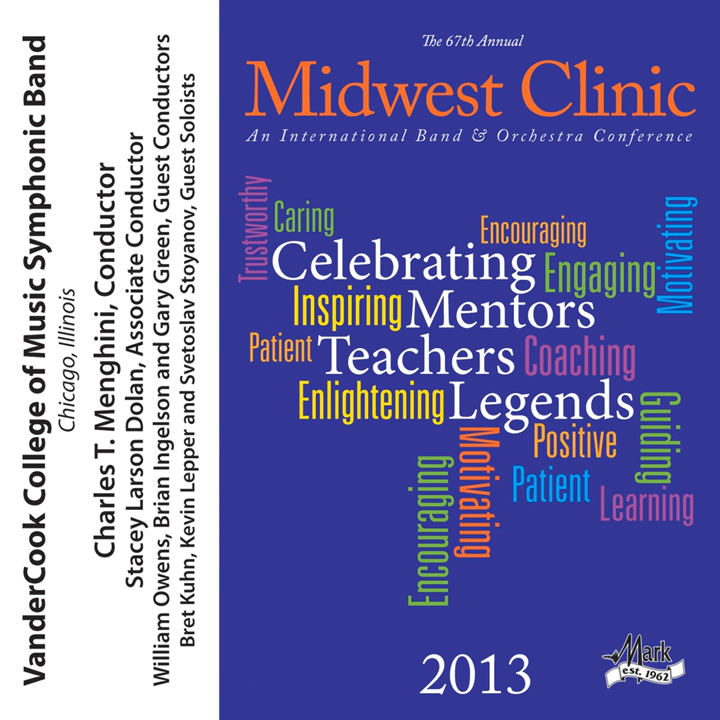 VanderCook College of Music Symphonic Band
Chicago, Illinois
Charles T. Menghini, Conductor
Stacey Larson Dolan, Associate Conductor
William Owens, Brian Ingelson and Gary Green, Guest Conductors
Bret Kuhn, Kevin Lepper and Svetoslav Stoyanov, Guest Soloists
The 67th Annual
Midwest Clinic
An International Band & Orchestra Conference
Trustworthy
Caring
Encouraging
Motivating
Celebrating
Engaging
Inspiring
Mentors
Patient
Teachers
Coaching
Enlightening
Legends
Guiding
Motivating
Positive
Encouraging
Patient
Learning
2013
Mark
est. 1962